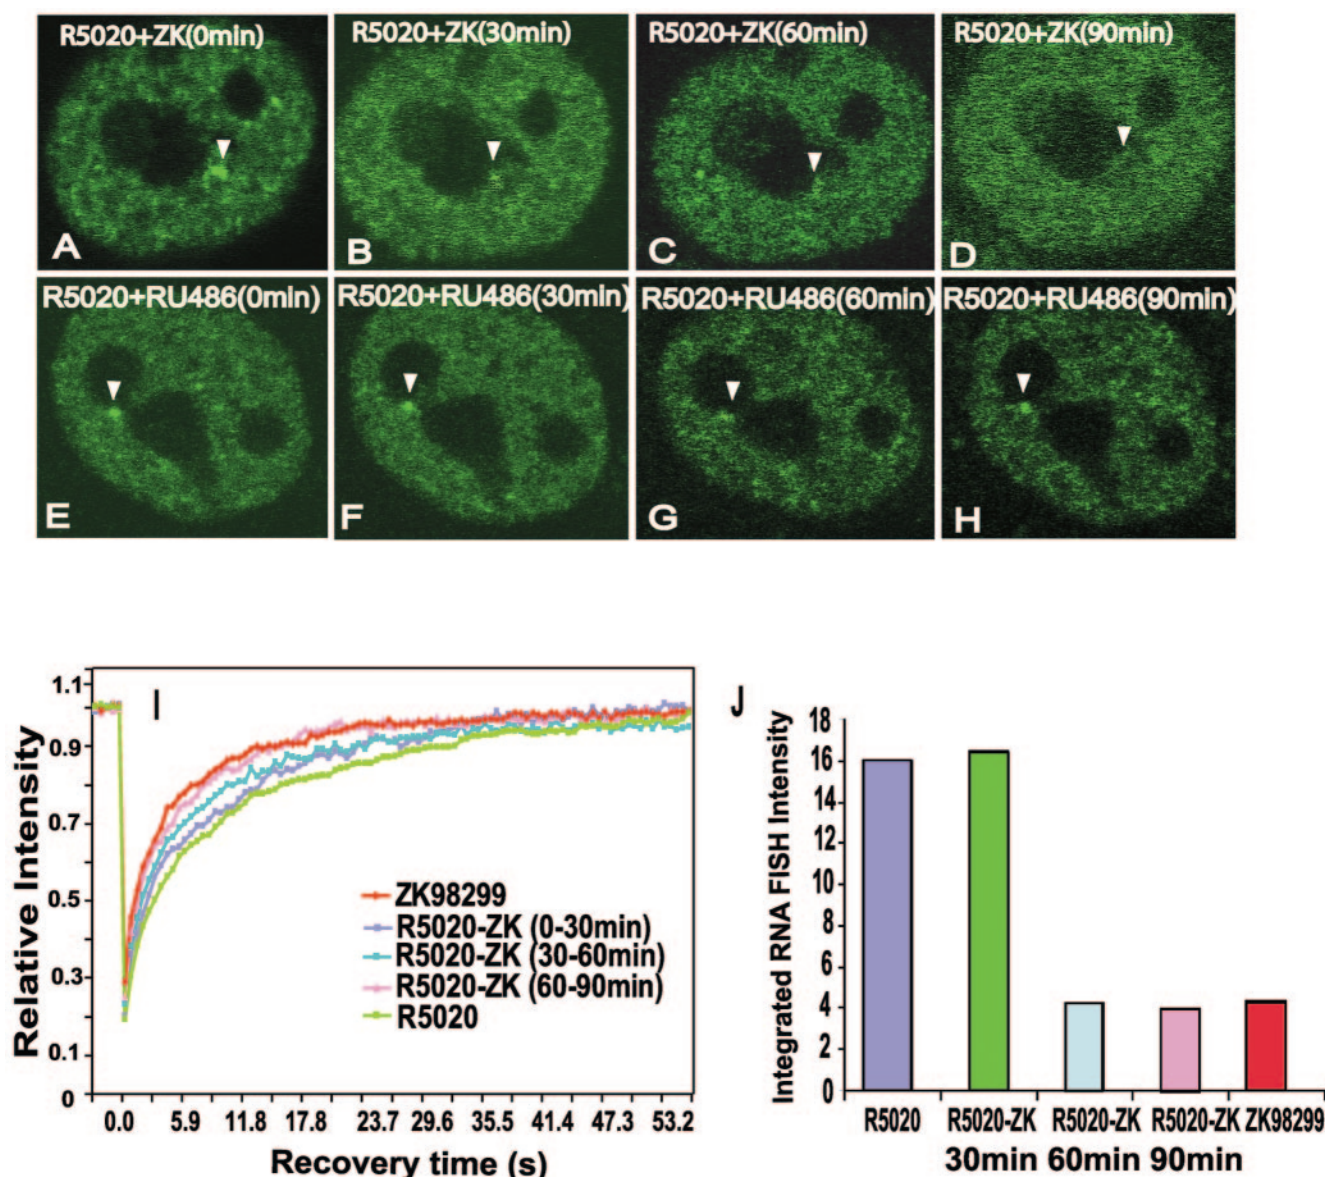 R5020+ZK(0min)
R5020+ZK(30min)
R5020+ZK(60min)
R5020+ZK(90min)
A
B
C
D
R5020+RU486(0min)
R5020+RU486(30min)
R5020+RU486(60min)
R5020+RU486(90min)
E
F
G
H
I
Relative Intensity
1.1
0.9
0.7
0.5
0.3
0.1
0
ZK98299
R5020-ZK (0-30min)
R5020-ZK (30-60min)
R5020-ZK (60-90min)
R5020
0.0 5.9 11.8 17.8 23.7 29.6 35.5 41.4 47.3 53.2
Recovery time (s)
J
Integrated RNA FISH Intensity
18
16
14
12
10
8
6
4
2
0
R5020 R5020-ZK R5020-ZK R5020-ZK ZK98299
30min 60min 90min